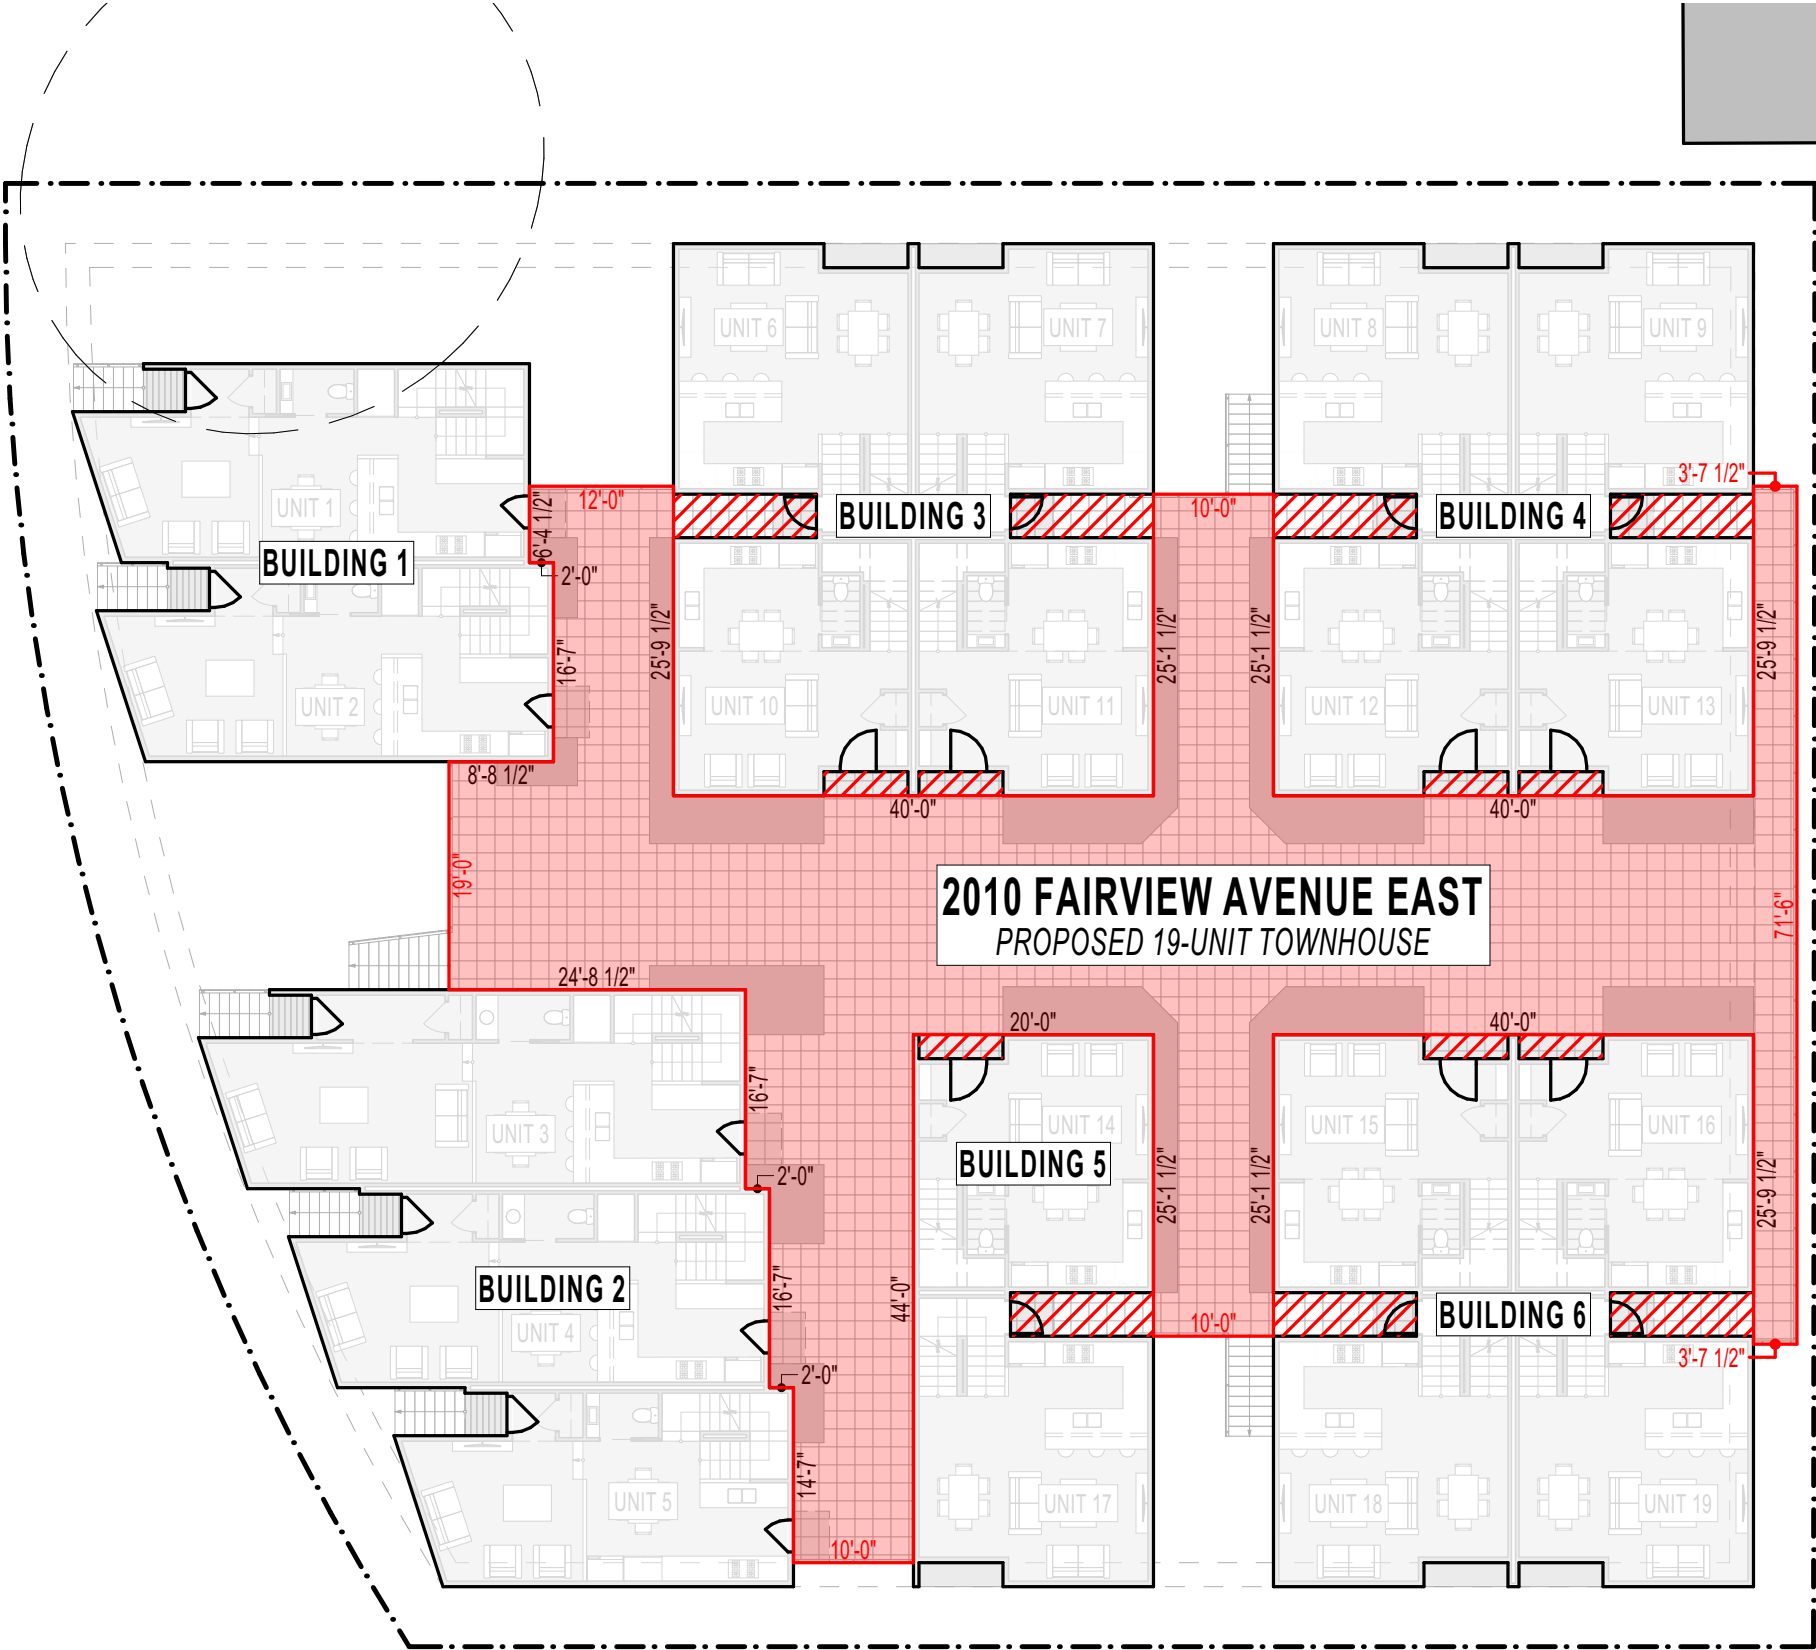 UNIT 6
UNIT 7
UNIT 8
UNIT 9
3'-7 1/2"
12'-0"
10'-0"
UNIT 1
BUILDING 3
BUILDING 4
6'-4 1/2"
BUILDING 1
2'-0"
25'-9 1/2"
25'-1 1/2"
25'-1 1/2"
25'-9 1/2"
16'-7"
UNIT 2
UNIT 10
UNIT 11
UNIT 12
UNIT 13
8'-8 1/2"
40'-0"
40'-0"
19'-0"
2010 FAIRVIEW AVENUE EAST
PROPOSED 19-UNIT TOWNHOUSE
71'-6"
24'-8 1/2"
20'-0"
40'-0"
16'-7"
UNIT 3
UNIT 14
UNIT 15
UNIT 16
BUILDING 5
2'-0"
25'-1 1/2"
25'-1 1/2"
25'-9 1/2"
BUILDING 2
16'-7"
44'-0"
UNIT 4
10'-0"
BUILDING 6
3'-7 1/2"
2'-0"
14'-7"
UNIT 5
UNIT 17
UNIT 18
UNIT 19
10'-0"